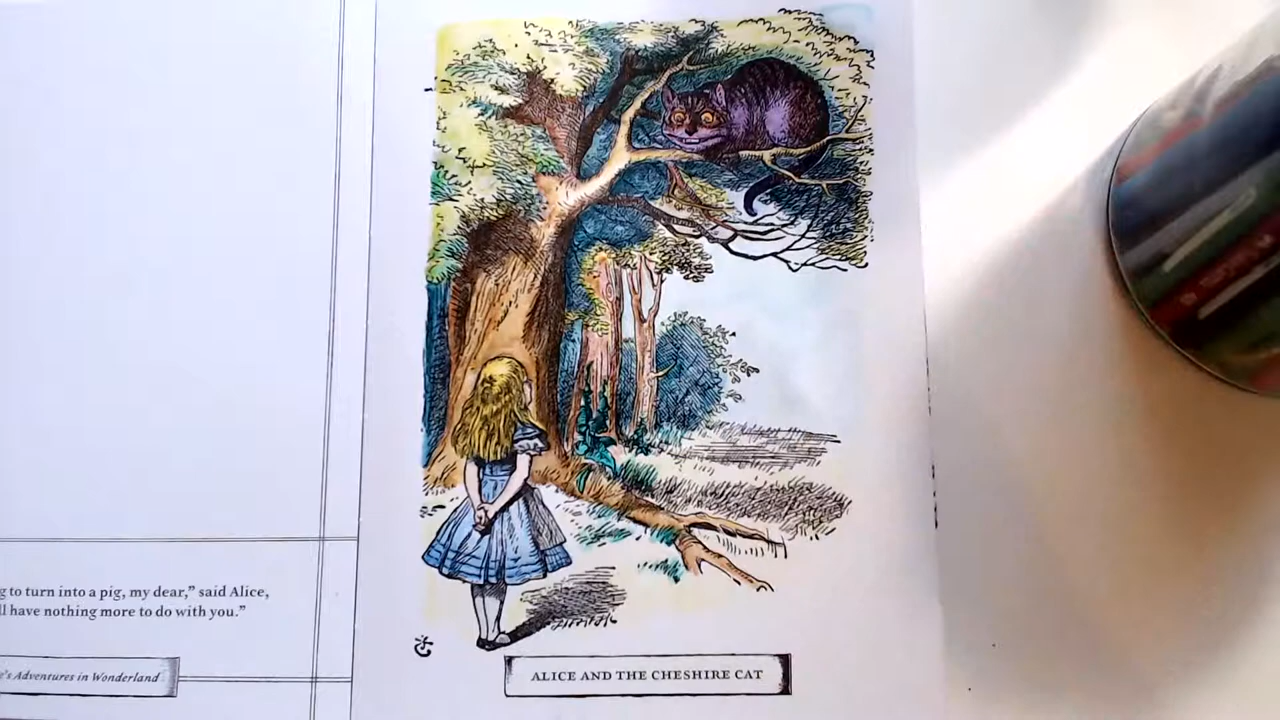 to turn into a pig, my dear,” said Alice,
have nothing more to do with you.”
Adventures in Wonderland
ALICE AND THE CHESHIRE CAT